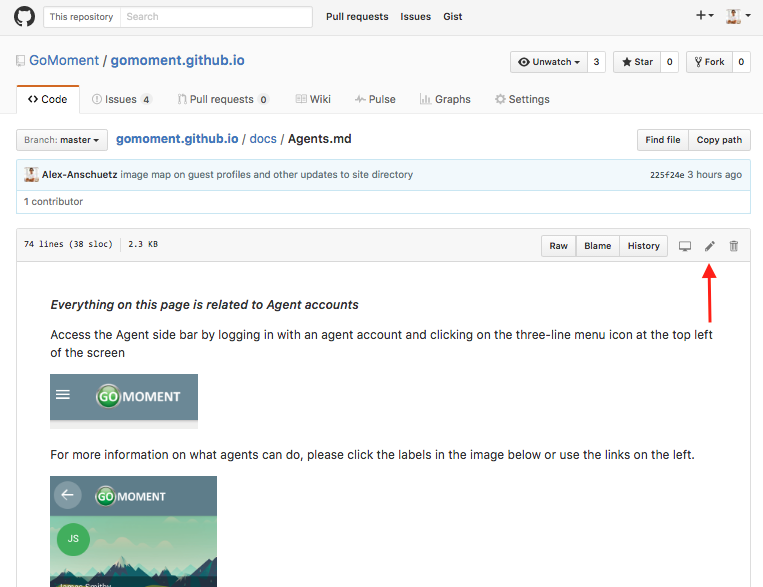 This repository Search Pull requests Issues Gist
GoMoment / gomoment.github.io Unwatch 3 Star 0 Fork 0
Code Issues 4 Pull requests 0 Wiki Pulse Graphs Settings
Branch: master gomoment.github.io / docs / Agents.md Find file Copy path
Alex-Anschuetz image map on guest profiles and other updates to site directory 225f24e 3 hours ago
1 contributor
74 lines (38 sloc) 2.3 KB Raw Blame History
Everything on this page is related to Agent accounts
Access the Agent side bar by logging in with an agent account and clicking on the three-line menu icon at the top left
of the screen
GO MOMENT
For more information on what agents can do, please click the labels in the image below or use the links on the left.
GO MOMENT
JS
James Smithy